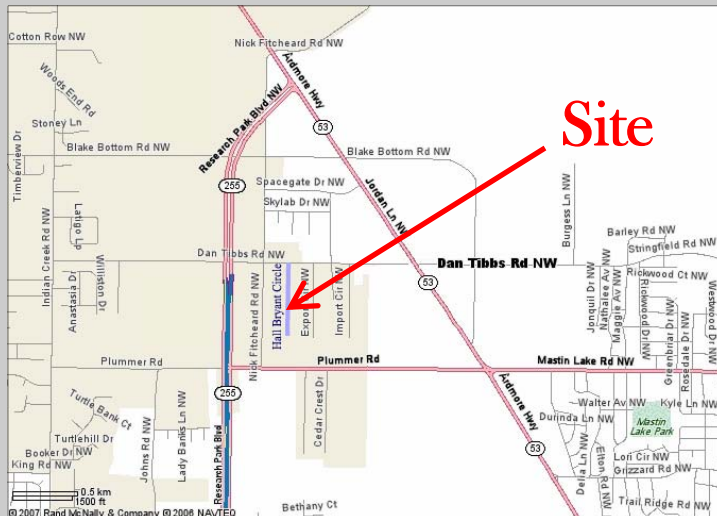 Cotton Row NW
Nick Fitcheard Rd NW
Woods End Rd
Stoney Ln
Timberview Dr
Research Park Blvd NW
Ardmore Hwy
53
Site
Blake Bottom Rd NW
Blake Bottom Rd NW
255
Spacegate Dr NW
Skylab Dr NW
Jordan Ln NW
Burgess Ln NW
Latigo Lp
Indian Creek Rd NW
Barley Rd NW
Stringfield Rd NW
Dan Tibbs Rd NW
Dan Tibbs Rd NW
Anastasia Dr
Williston Dr
Nick Fitcheard Rd NW
Hall Bryant Circle
Import Cir NW
53
Rickwood Ct NW
Jonquil Dr NW
Nathalee Av NW
Maggie Av NW
Rickwood Dr NW
Greenbriar Dr NW
Rosedale Dr NW
Plummer Rd
Plummer Rd
Mastin Lake Rd NW
255
Turtle Bank Ct
Turtlehill Dr
Booker Dr NW
King Rd NW
Johns Rd NW
Lady Banks Ln NW
Research Park Blvd
Cedar Crest Dr
Ardmore Hwy
53
Walter Av NW
Kyle Ln NW
Durinda Ln NW
Mastin
Lake Park
Delia Ln NW
Elton Rd NW
Lori Cir NW
Grizzard Rd NW
Trail Ridge Rd NW
Bethany Ct
0.5 km
1500 ft
© 2007 Rand McNally & Company © 2006 NAVTEQ